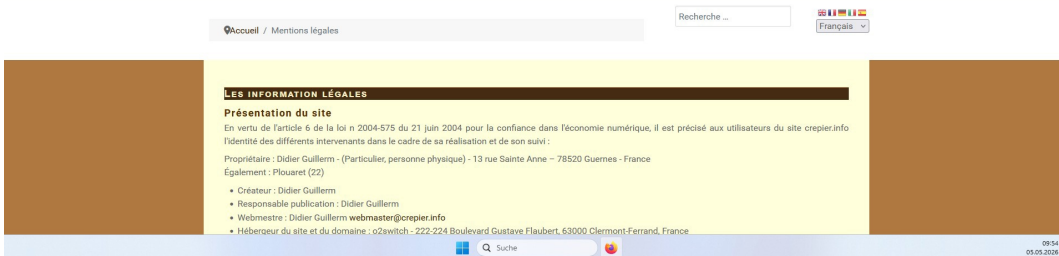 Recherche ...
Français
Accueil / Mentions légales
LES INFORMATION LÉGALES
Présentation du site
En vertu de l'article 6 de la loi n 2004-575 du 21 juin 2004 pour la confiance dans l'économie numérique, il est précisé aux utilisateurs du site crepier.info
l'identité des différents intervenants dans le cadre de sa réalisation et de son suivi :
Propriétaire : Didier Guillerm - (Particulier, personne physique) - 13 rue Sainte Anne – 78520 Guernes - France
Également : Plouaret (22)
• Créateur : Didier Guillerm
• Responsable publication : Didier Guillerm
• Webmestre : Didier Guillerm webmaster@crepier.info
• Hébergeur du site et du domaine : o2switch - 222-224 Boulevard Gustave Flaubert, 63000 Clermont-Ferrand, France
Suche
09:54
05.05.2026